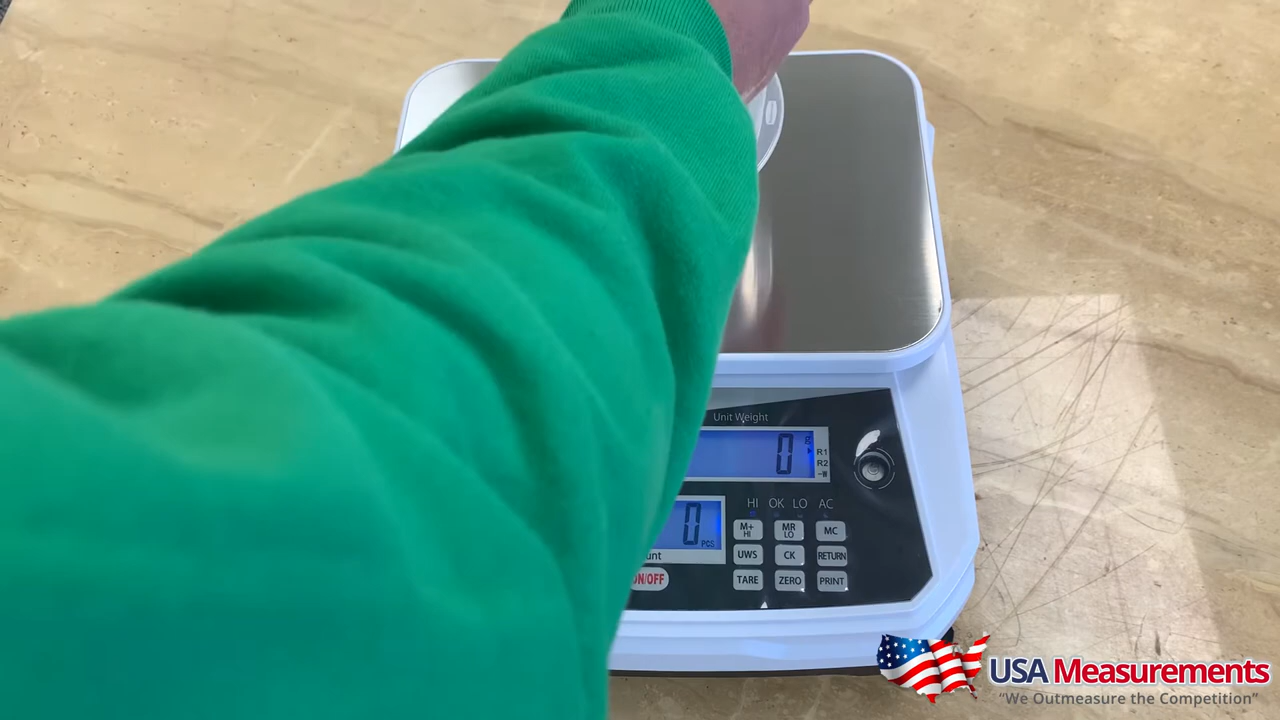 Unit Weight
0 g
R1
R2
-W
HI OK LO AC
0 PCS
unt
ON/OFF
M+ HI
MR LO
MC
UWS
CK
RETURN
TARE
ZERO
PRINT
USA Measurements
"We Outmeasure the Competition"